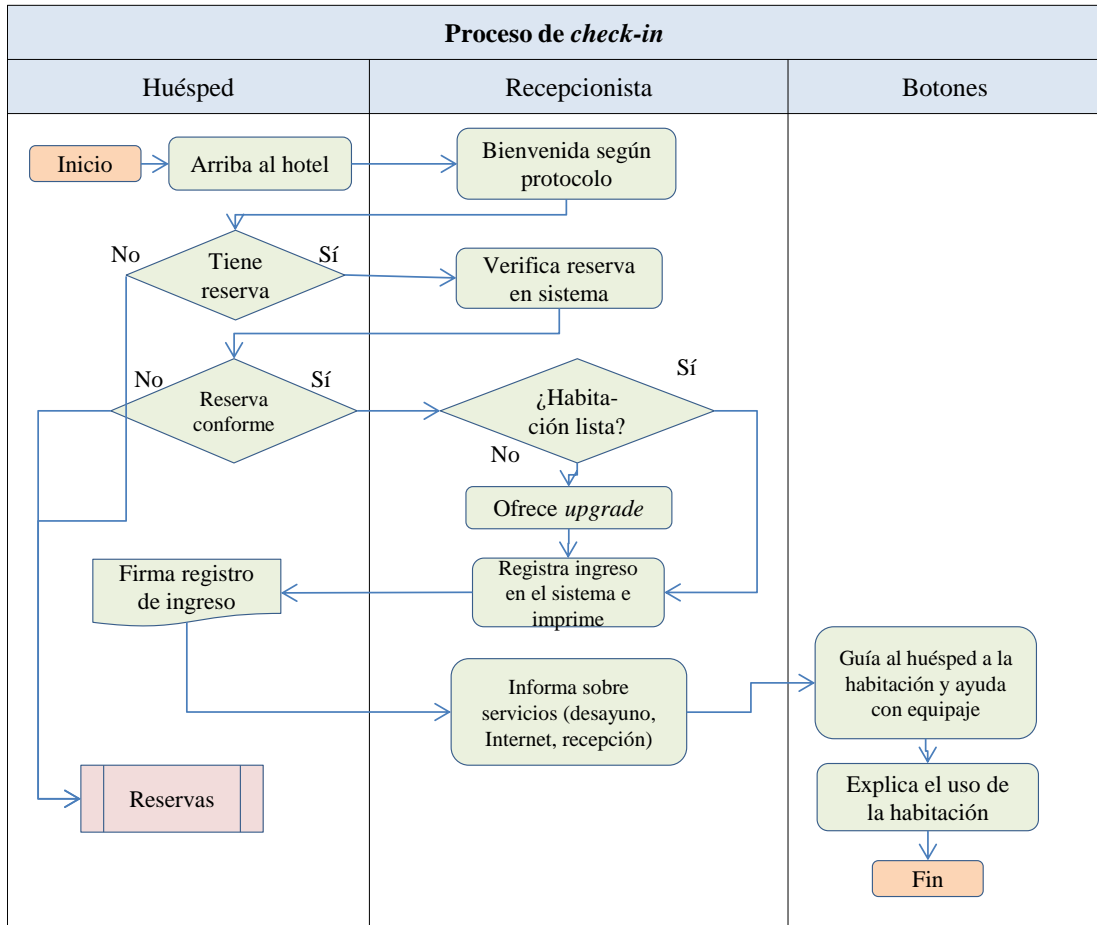 Proceso de check-in
Huésped
Recepcionista
Botones
Inicio
Arriba al hotel
Bienvenida según
protocolo
No
Tiene
reserva
Sí
Verifica reserva
en sistema
No
Reserva
conforme
Sí
¿Habita-
ción lista?
Sí
No
Ofrece upgrade
Registra ingreso
en el sistema e
imprime
Firma registro
de ingreso
Informa sobre
servicios (desayuno,
Internet, recepción)
Guía al huésped a la
habitación y ayuda
con equipaje
Reservas
Explica el uso de
la habitación
Fin